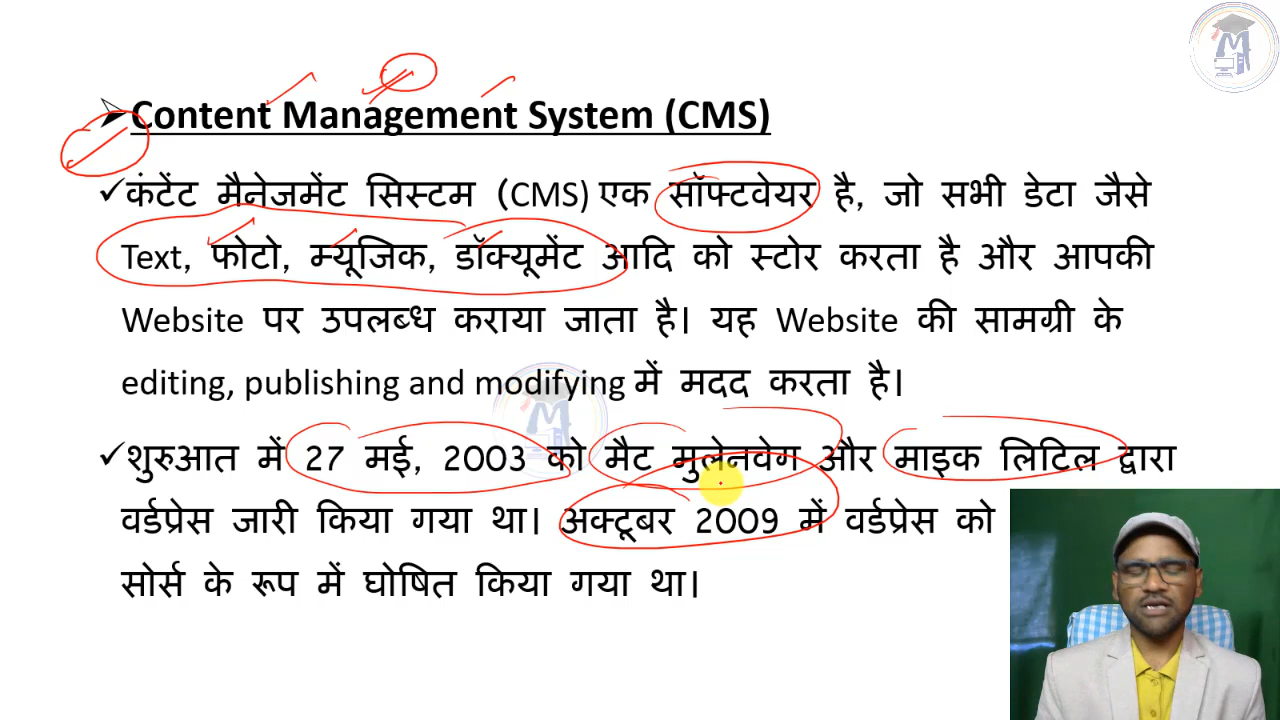 Content Management System (CMS)
कंटेंट मैनेजमेंट सिस्टम (CMS) एक सॉफ्टवेयर है, जो सभी डेटा जैसे
Text, फोटो, म्यूजिक, डॉक्यूमेंट आदि को स्टोर करता है और आपकी
Website पर उपलब्ध कराया जाता है। यह Website की सामग्री के
editing, publishing and modifying में मदद करता है।
शुरुआत में 27 मई, 2003 को मैट मुलेनवेग और माइक लिटिल द्वारा
वर्डप्रेस जारी किया गया था। अक्टूबर 2009 में वर्डप्रेस को
सोर्स के रूप में घोषित किया गया था।